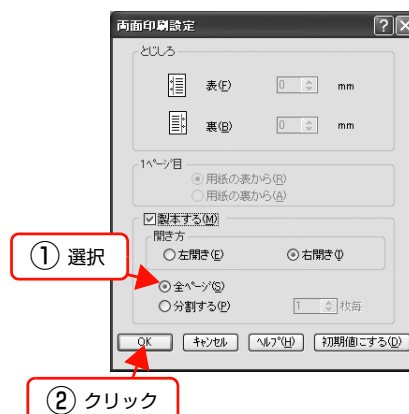 両面印刷設定
とじしろ
表(F) 0 mm
裏(B) 0 mm
1ページ目
用紙の表から(R)
用紙の裏から(A)
製本する(M)
開き方
左開き(E) 右開き(I)
① 選択
全ページ(S)
分割する(P) 1 枚毎
OK キャンセル ヘルプ(H) 初期値にする(D)
② クリック